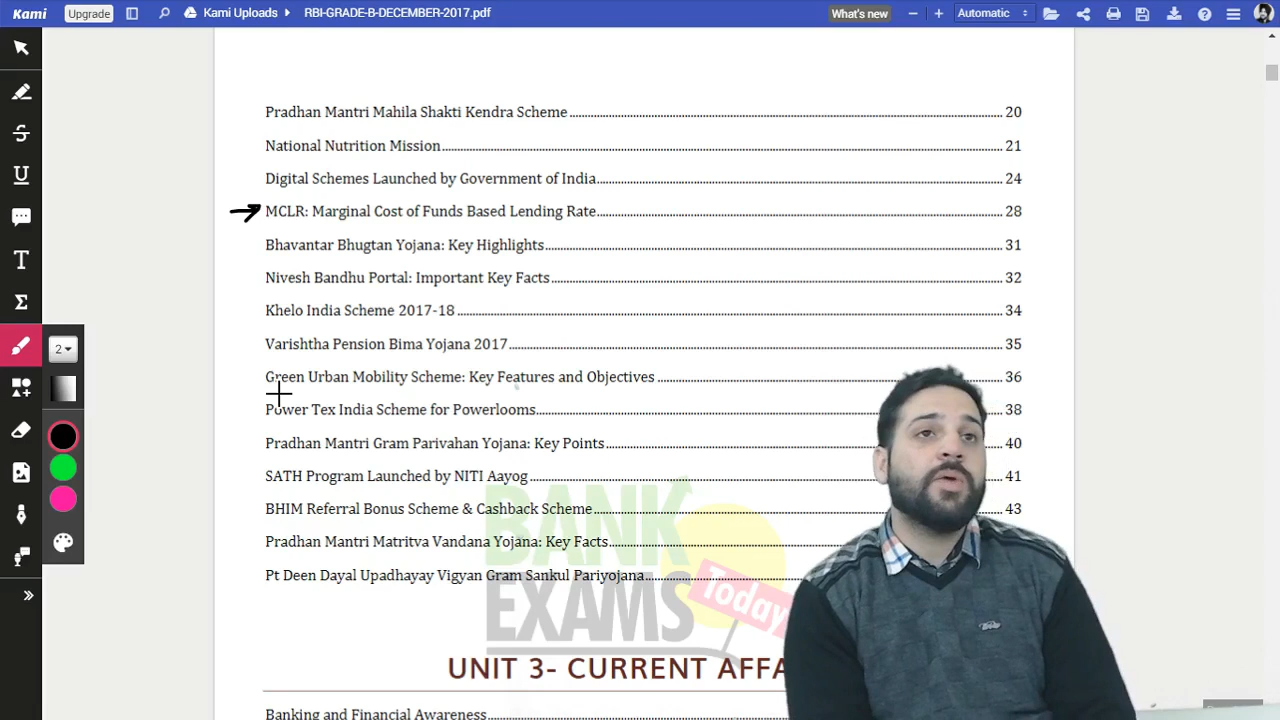 Kami Upgrade Kami Uploads RBI-GRADE-B-DECEMBER-2017.pdf What's new Automatic
Pradhan Mantri Mahila Shakti Kendra Scheme 20
National Nutrition Mission 21
Digital Schemes Launched by Government of India 24
MCLR: Marginal Cost of Funds Based Lending Rate 28
Bhavantar Bhugtan Yojana: Key Highlights 31
Nivesh Bandhu Portal: Important Key Facts 32
Khelo India Scheme 2017-18 34
Varishtha Pension Bima Yojana 2017 35
2
Green Urban Mobility Scheme: Key Features and Objectives 36
Power Tex India Scheme for Powerlooms 38
Pradhan Mantri Gram Parivahan Yojana: Key Points 40
SATH Program Launched by NITI Aayog 41
BHIM Referral Bonus Scheme & Cashback Scheme 43
Pradhan Mantri Matritva Vandana Yojana: Key Facts
Pt Deen Dayal Upadhayay Vigyan Gram Sankul Pariyojana
BANK
EXAMS
Today
UNIT 3- CURRENT AFFA
Banking and Financial Awareness